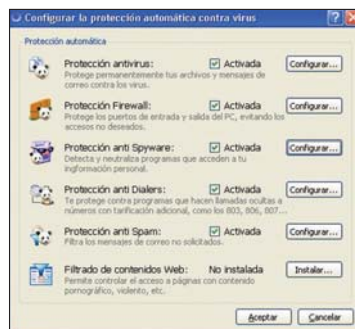 Configurar la protección automática contra virus
Protección automática
Protección antivirus:
Activada
Configurar...
Protege permanentemente tus archivos y mensajes de
correo contra los virus.
Protección Firewall:
Activada
Configurar...
Protege los puertos de entrada y salida del PC, evitando los
accesos no deseados.
Protección anti Spyware:
Activada
Configurar...
Detecta y neutraliza programas que acceden a tu
ingformación personal.
Protección anti Dialers:
Activada
Configurar...
Te protege contra programas que hacen llamadas ocultas a
números con tarificación adicional, como los 803, 806, 807...
Protección anti Spam:
Activada
Configurar...
Filtra los mensajes de correo no solicitados.
Filtrado de contenidos Web:
No instalada
Instalar...
Permite controlar el acceso a páginas con contenido
pornográfico, violento, etc.
Aceptar
Cancelar